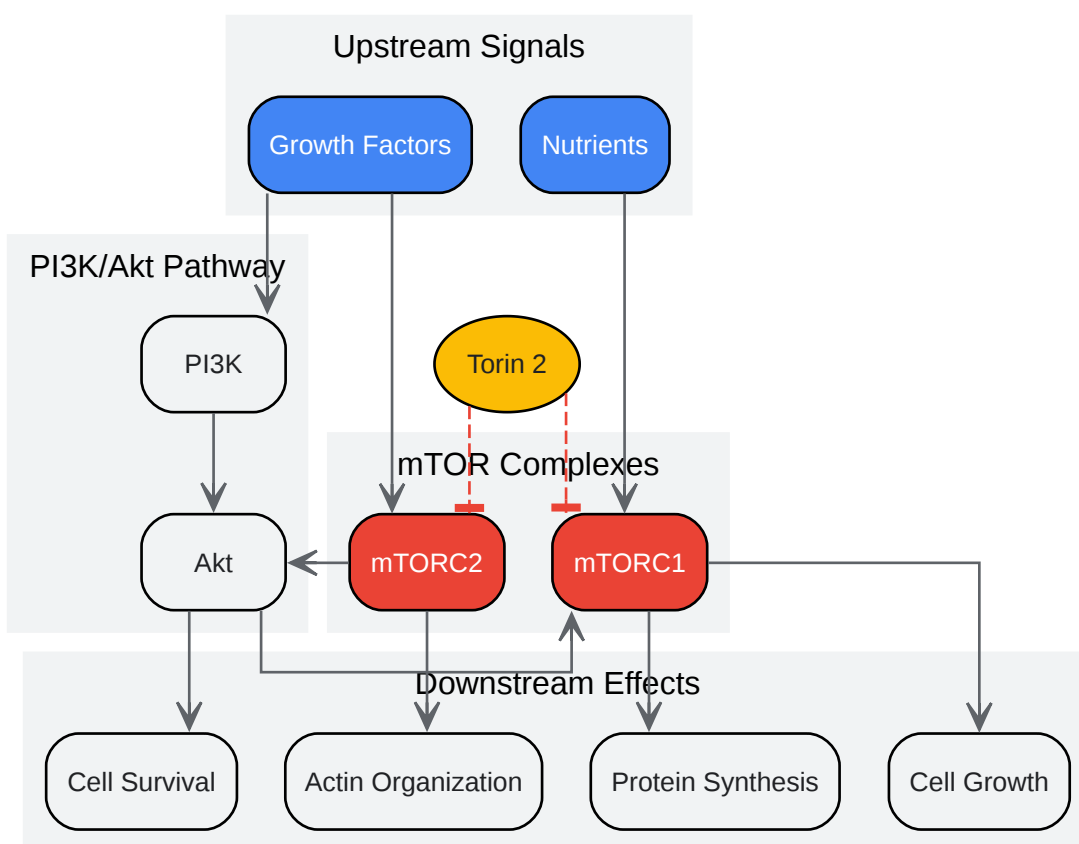 Upstream Signals
Growth Factors
Nutrients
PI3K/Akt Pathway
PI3K
Torin 2
mTOR Complexes
Akt
mTORC2
mTORC1
Downstream Effects
Cell Survival
Actin Organization
Protein Synthesis
Cell Growth